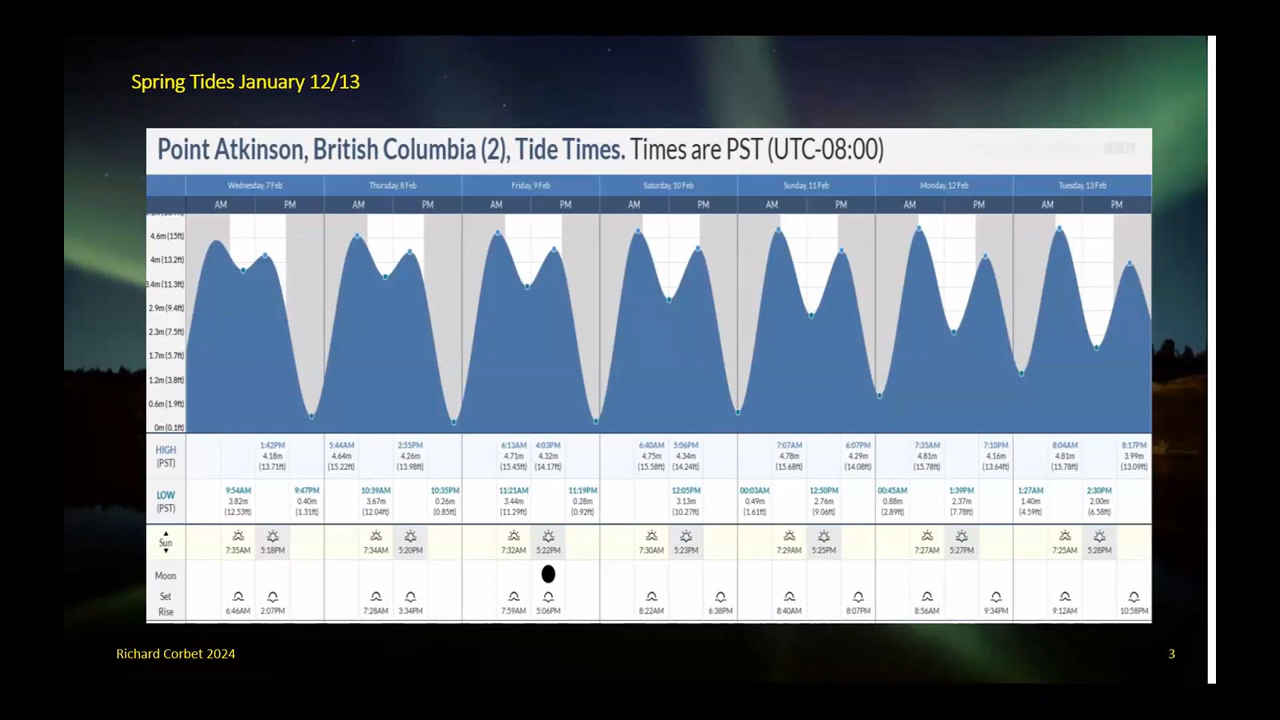 Spring Tides January 12/13
Point Atkinson, British Columbia (2), Tide Times. Times are PST (UTC-08:00)
Wednesday, 7 Feb Thursday, 8 Feb Friday, 9 Feb Saturday, 10 Feb Sunday, 11 Feb Monday, 12 Feb Tuesday, 13 Feb
AM PM AM PM AM PM AM PM AM PM AM PM AM PM
4.6m (15ft)
4m (13.2ft)
3.4m (11.3ft)
2.9m (9.4ft)
2.3m (7.5ft)
1.7m (5.7ft)
1.2m (3.8ft)
0.6m (1.9ft)
0m (0.1ft)
HIGH (PST)
1:42PM 5:44AM 2:55PM 6:13AM 4:03PM 6:40AM 5:06PM 7:07AM 6:07PM 7:35AM 7:10PM 8:04AM 8:17PM
4.18m 4.64m 4.26m 4.71m 4.32m 4.75m 4.34m 4.78m 4.29m 4.81m 4.16m 4.81m 3.99m
(13.71ft) (15.22ft) (13.98ft) (15.45ft) (14.17ft) (15.58ft) (14.24ft) (15.68ft) (14.08ft) (15.78ft) (13.64ft) (15.78ft) (13.09ft)
LOW (PST)
9:54AM 9:47PM 10:39AM 10:35PM 11:21AM 11:19PM 12:05PM 00:03AM 12:50PM 00:45AM 1:39PM 1:27AM 2:30PM
3.82m 0.40m 3.67m 0.26m 3.44m 0.28m 3.13m 0.49m 2.76m 0.88m 2.37m 1.40m 2.00m
(12.53ft) (1.31ft) (12.04ft) (0.85ft) (11.29ft) (0.92ft) (10.27ft) (1.61ft) (9.06ft) (2.89ft) (7.78ft) (4.59ft) (6.58ft)
Sun
7:35AM 5:18PM 7:34AM 5:20PM 7:32AM 5:22PM 7:30AM 5:23PM 7:29AM 5:25PM 7:27AM 5:27PM 7:25AM 5:28PM
Moon
Set
Rise 6:46AM 2:07PM 7:28AM 3:34PM 7:59AM 5:06PM 8:22AM 6:38PM 8:40AM 8:07PM 8:56AM 9:34PM 9:12AM 10:58PM
Richard Corbet 2024
3